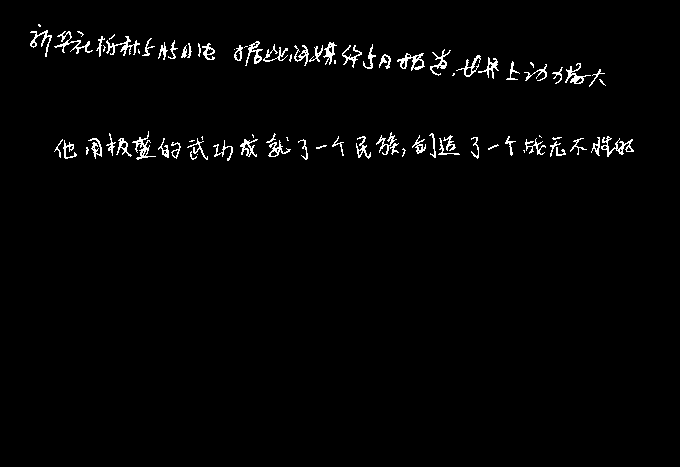 新华社柏林5月5日电 据此间媒体5日报道,世界上动力最大
他用极盛的武功成就了一个民族,创造了一个战无不胜的